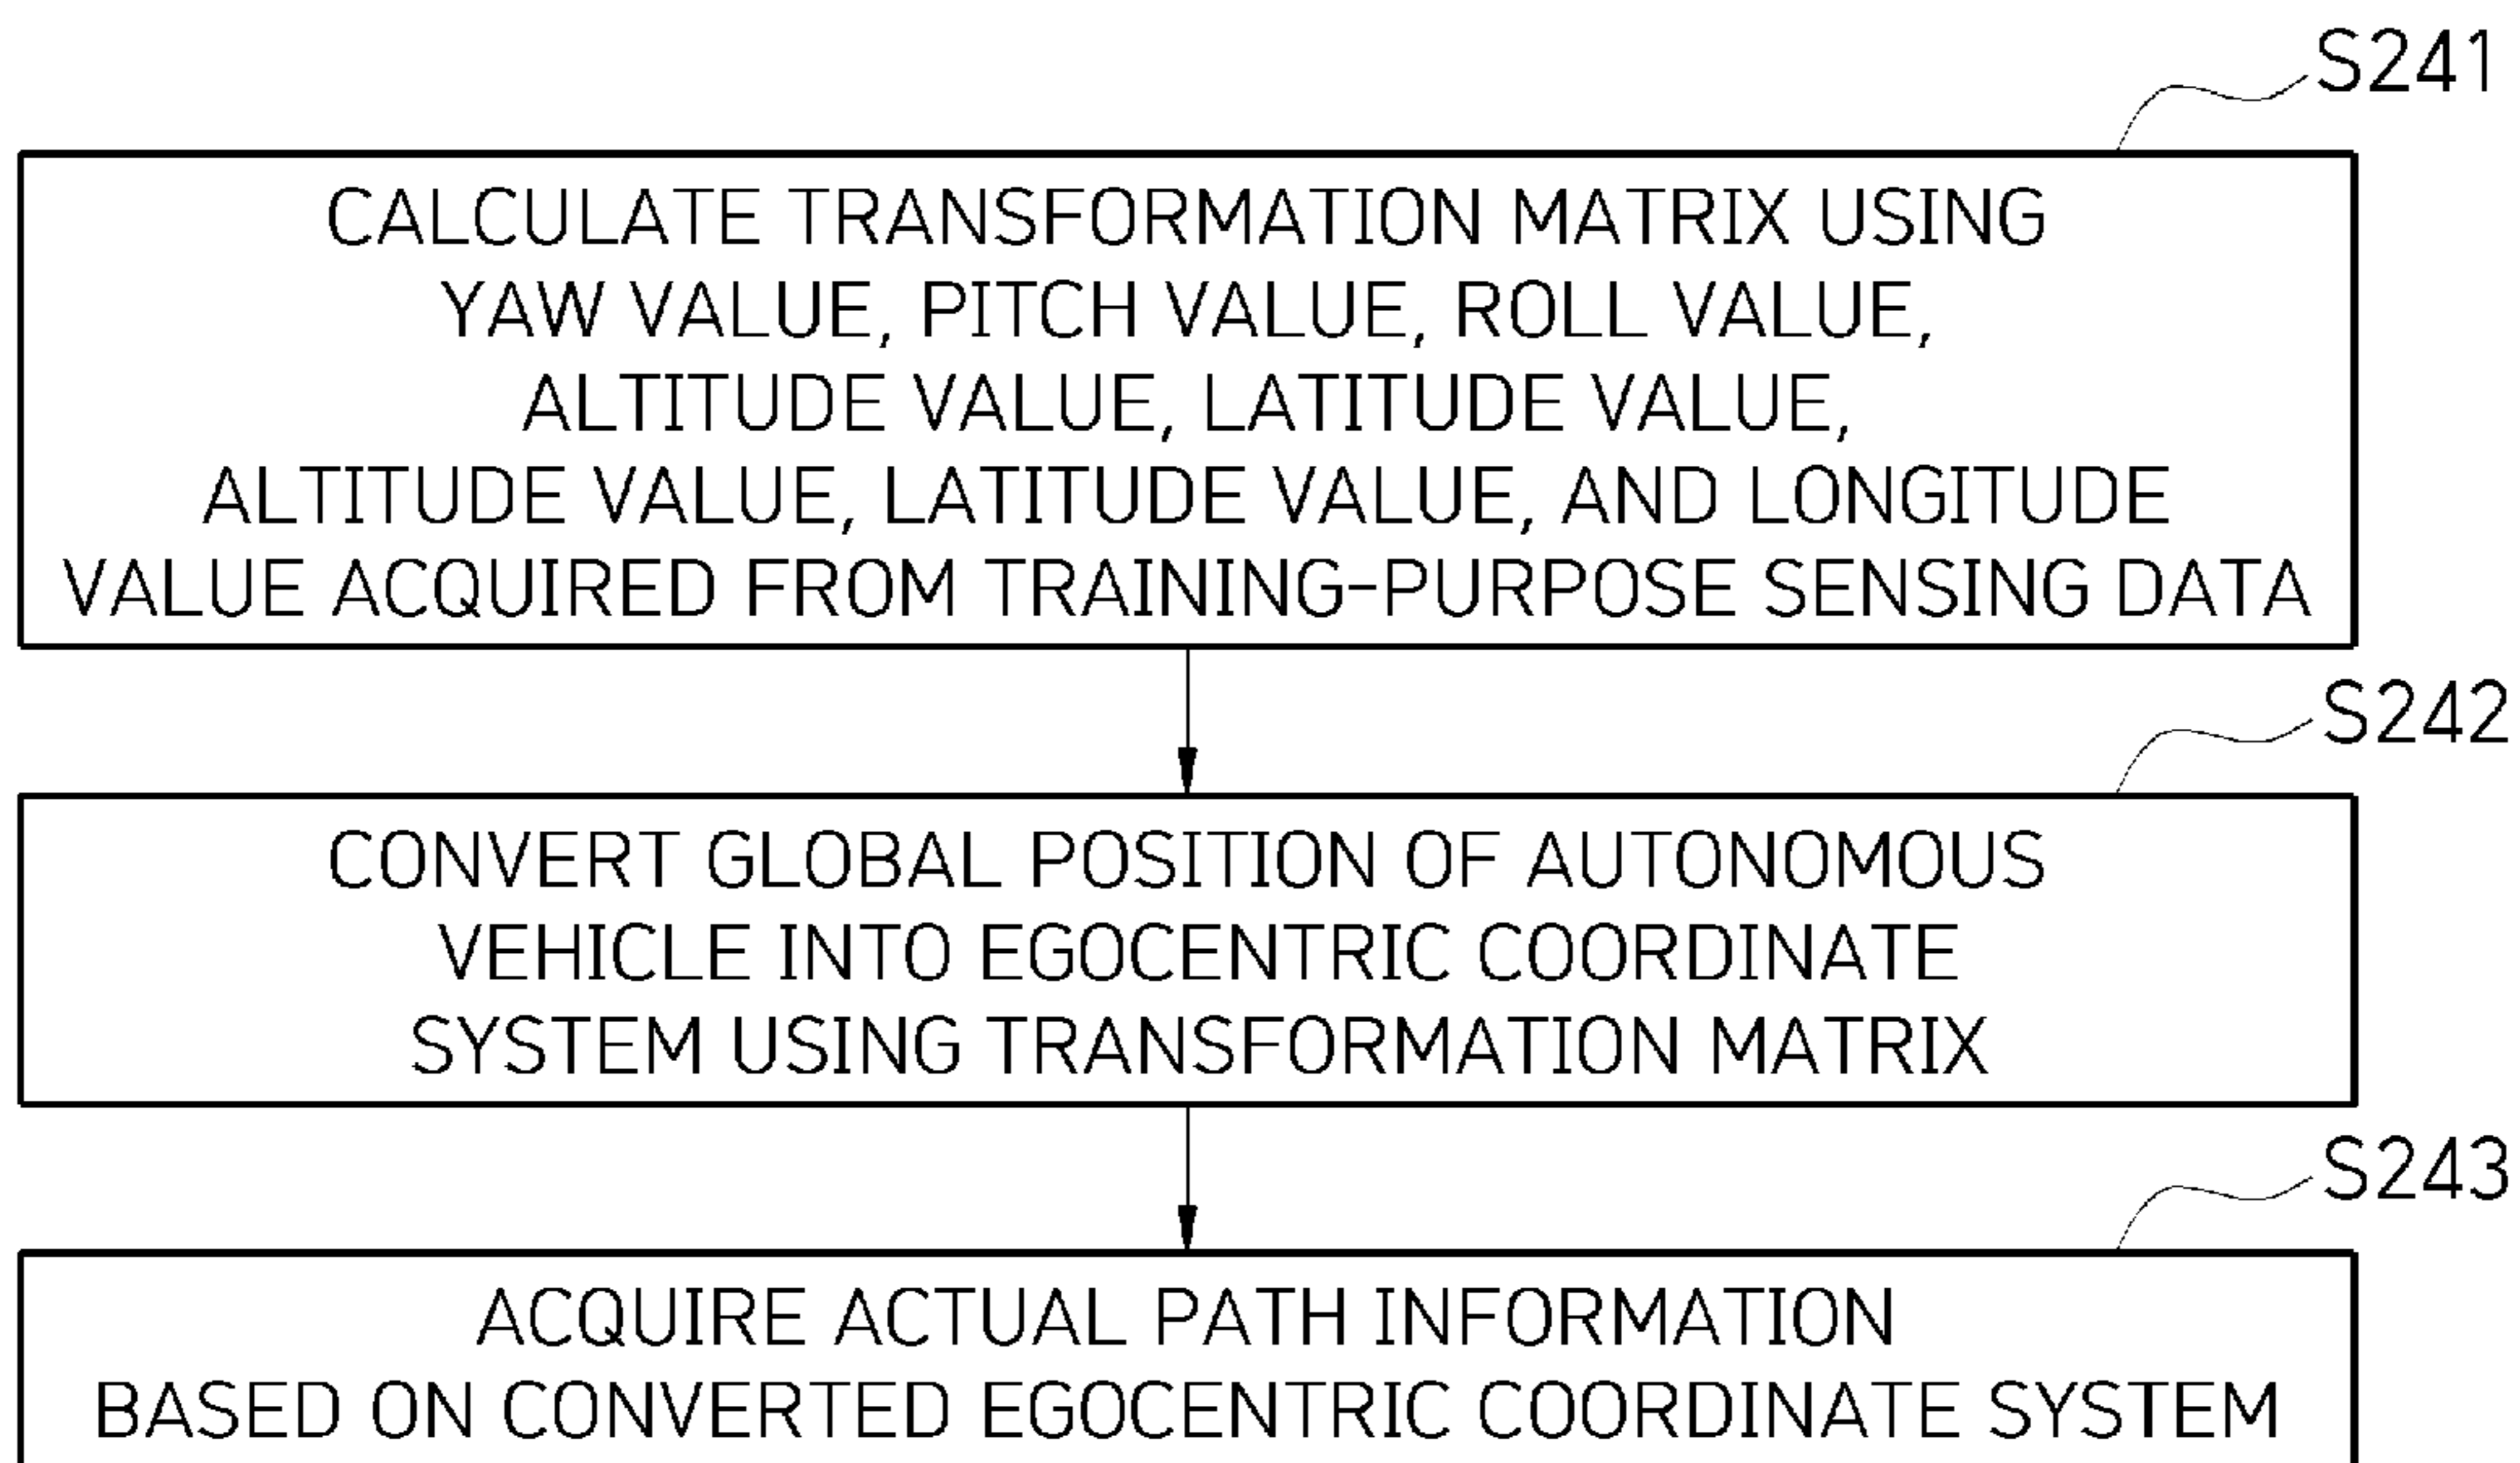 S241
CALCULATE TRANSFORMATION MATRIX USING
YAW VALUE, PITCH VALUE, ROLL VALUE,
ALTITUDE VALUE, LATITUDE VALUE,
ALTITUDE VALUE, LATITUDE VALUE, AND LONGITUDE
VALUE ACQUIRED FROM TRAINING-PURPOSE SENSING DATA
S242
CONVERT GLOBAL POSITION OF AUTONOMOUS
VEHICLE INTO EGOCENTRIC COORDINATE
SYSTEM USING TRANSFORMATION MATRIX
S243
ACQUIRE ACTUAL PATH INFORMATION
BASED ON CONVERTED EGOCENTRIC COORDINATE SYSTEM